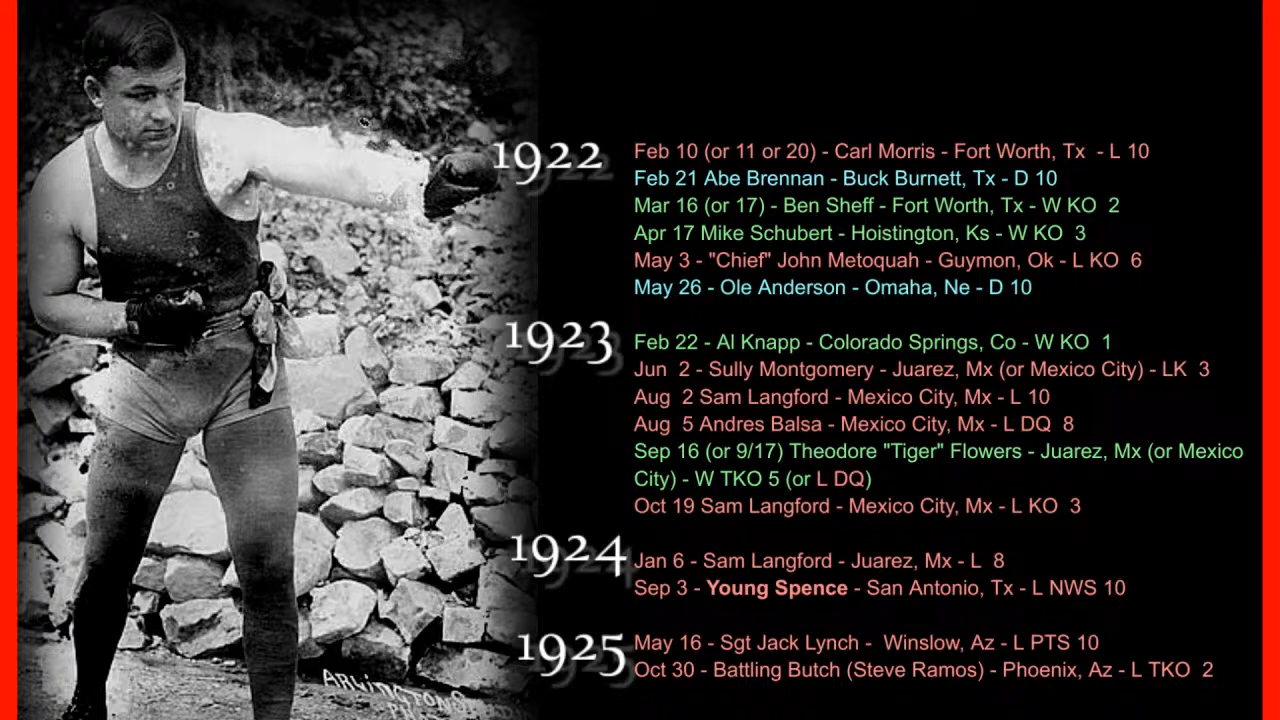 1922
Feb 10 (or 11 or 20) - Carl Morris - Fort Worth, Tx  - L 10
Feb 21 Abe Brennan - Buck Burnett, Tx - D 10
Mar 16 (or 17) - Ben Sheff - Fort Worth, Tx - W KO  2
Apr 17 Mike Schubert - Hoistington, Ks - W KO  3
May 3 - "Chief" John Metoquah - Guymon, Ok - L KO  6
May 26 - Ole Anderson - Omaha, Ne - D 10
1923
Feb 22 - Al Knapp - Colorado Springs, Co - W KO  1
Jun  2 - Sully Montgomery - Juarez, Mx (or Mexico City) - LK  3
Aug  2 Sam Langford - Mexico City, Mx - L 10
Aug  5 Andres Balsa - Mexico City, Mx - L DQ  8
Sep 16 (or 9/17) Theodore "Tiger" Flowers - Juarez, Mx (or Mexico
City) - W TKO 5 (or L DQ)
Oct 19 Sam Langford - Mexico City, Mx - L KO  3
1924
Jan 6 - Sam Langford - Juarez, Mx - L  8
Sep 3 - Young Spence - San Antonio, Tx - L NWS 10
1925
May 16 - Sgt Jack Lynch -  Winslow, Az - L PTS 10
Oct 30 - Battling Butch (Steve Ramos) - Phoenix, Az - L TKO  2
ARLINGTONS